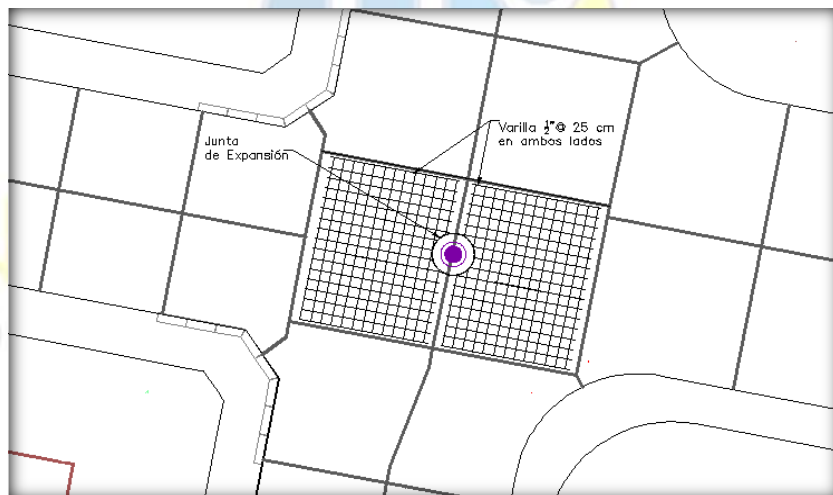 Junta
de Expansión
Varilla ½"@ 25 cm
en ambos lados